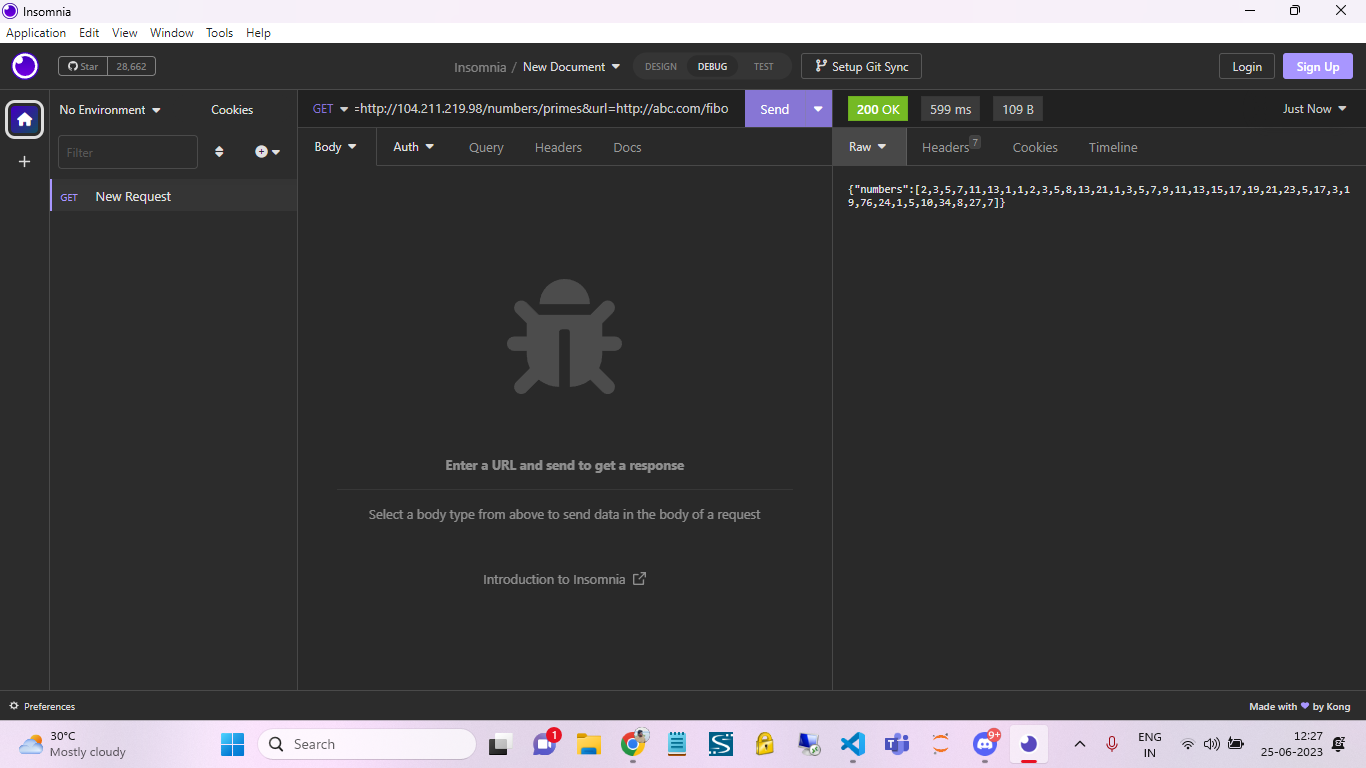 Insomnia
Application Edit View Window Tools Help
Star 28,662
Insomnia / New Document
DESIGN DEBUG TEST
Setup Git Sync
Login Sign Up
No Environment Cookies
GET =http://104.211.219.98/numbers/primes&url=http://abc.com/fibo Send
200 OK 599 ms 109 B Just Now
Filter
Body Auth Query Headers Docs
Raw Headers 7 Cookies Timeline
GET New Request
{"numbers":[2,3,5,7,11,13,1,1,2,3,5,8,13,21,1,3,5,7,9,11,13,15,17,19,21,23,5,17,3,1
9,76,24,1,5,10,34,8,27,7]}
Enter a URL and send to get a response
Select a body type from above to send data in the body of a request
Introduction to Insomnia
Preferences
Made with ♥ by Kong
30°C
Mostly cloudy
Search
1
9+
ENG
IN
12:27
25-06-2023